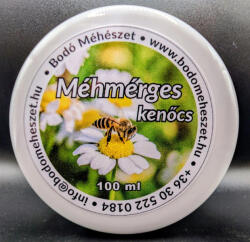 • Bodó Méhészet • www.bodomeheszet.hu • +36 30 522 0184 • info@bodomeheszet.hu
Méhmérges
kenőcs
100 ml